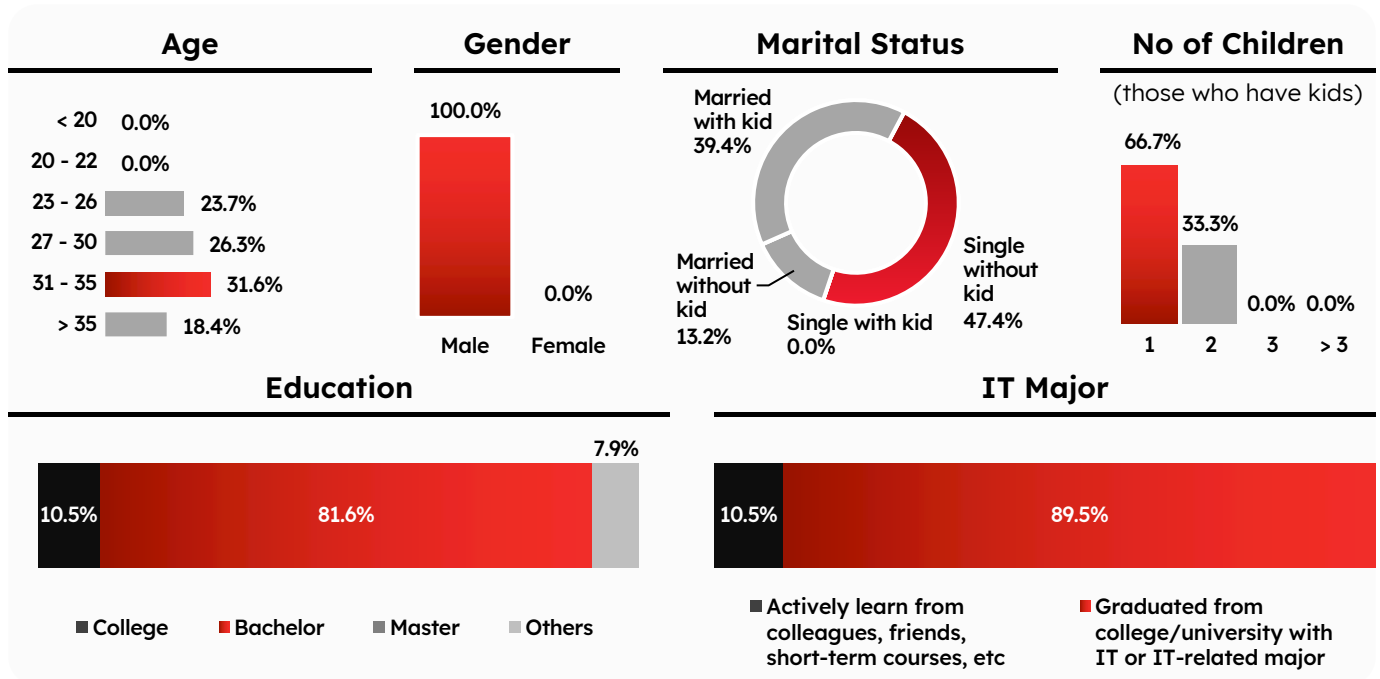 Age
< 20 0.0%
20 - 22 0.0%
23 - 26 23.7%
27 - 30 26.3%
31 - 35 31.6%
> 35 18.4%
Gender
100.0%
0.0%
Male Female
Marital Status
Married
with kid
39.4%
Married
without
kid
13.2%
Single with kid
0.0%
Single
without
kid
47.4%
No of Children
(those who have kids)
66.7%
33.3%
0.0% 0.0%
1 2 3 > 3
Education
7.9%
10.5% 81.6%
College Bachelor Master Others
IT Major
10.5% 89.5%
Actively learn from
colleagues, friends,
short-term courses, etc
Graduated from
college/university with
IT or IT-related major